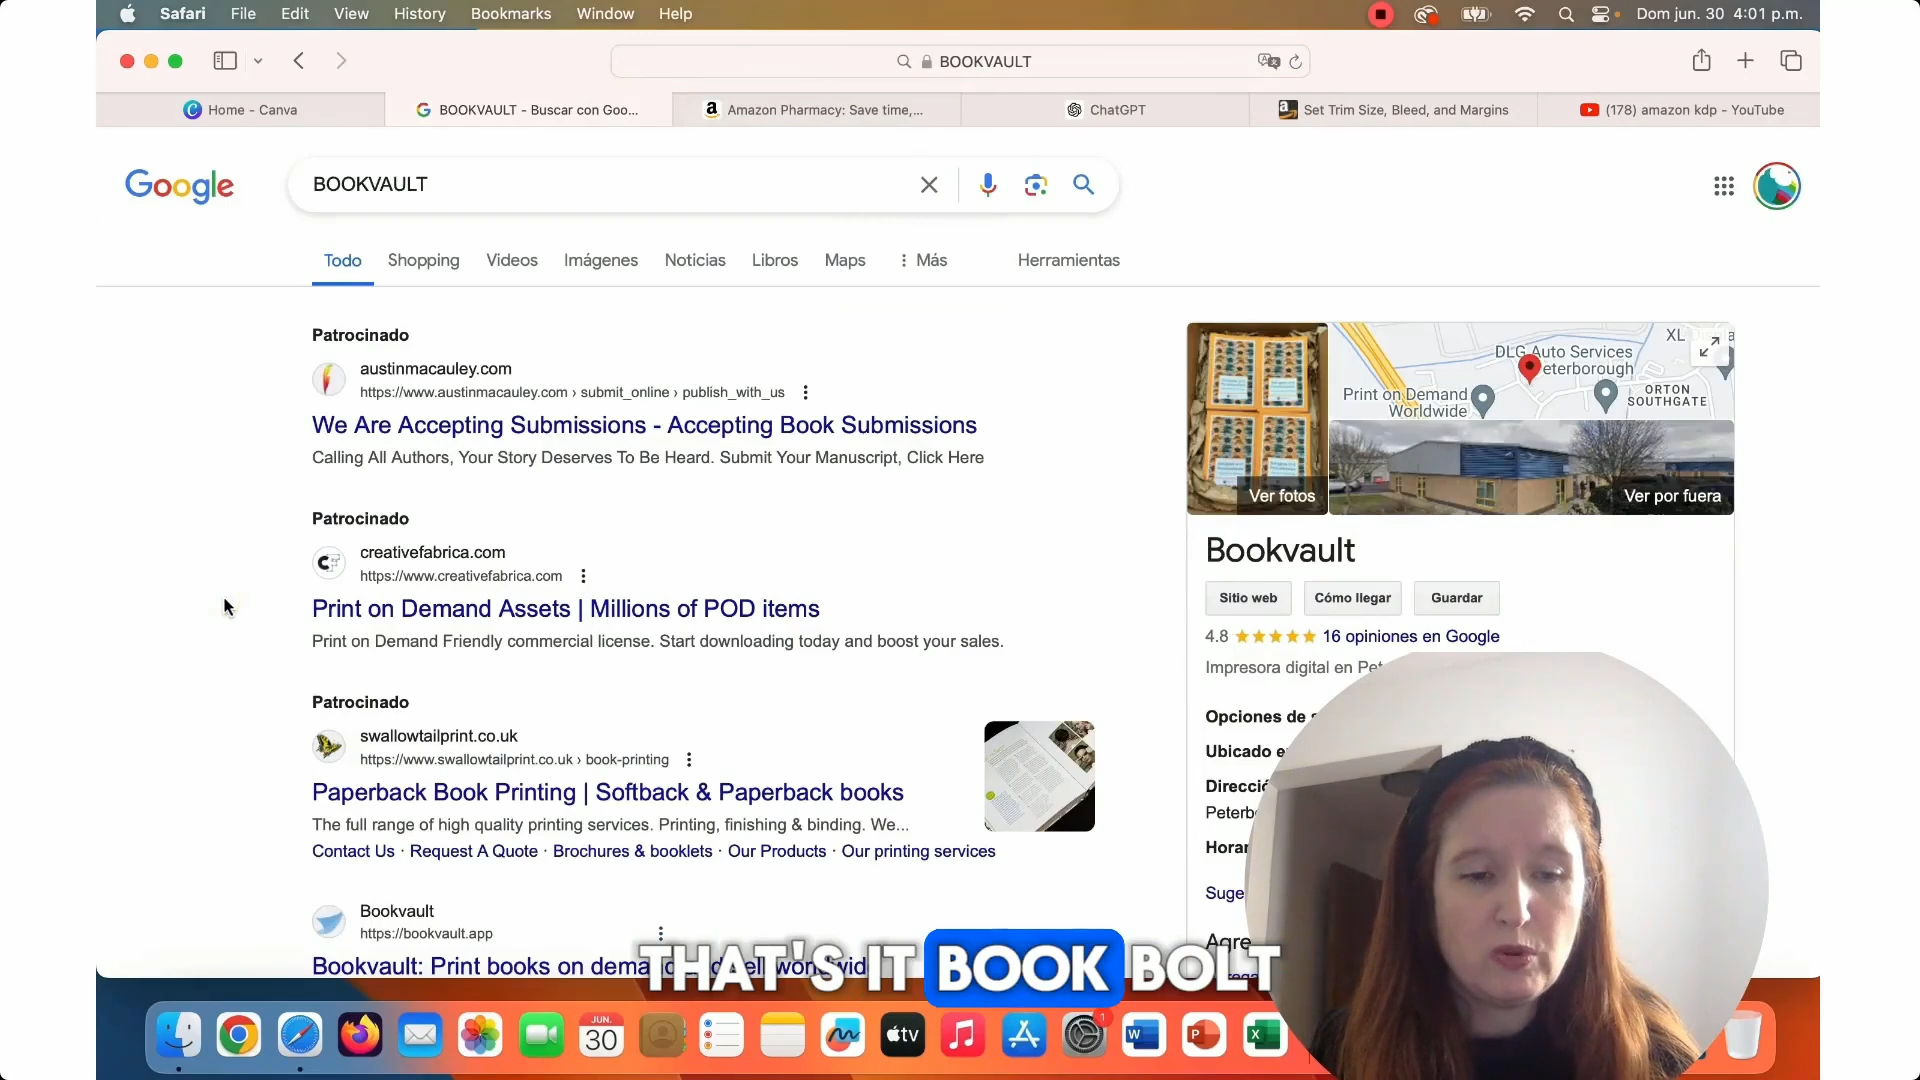 Safari File Edit View History Bookmarks Window Help Dom jun. 30 4:01 p.m.
BOOKVAULT
Home - Canva
BOOKVAULT - Buscar con Goo...
Amazon Pharmacy: Save time,...
ChatGPT
Set Trim Size, Bleed, and Margins
(178) amazon kdp - YouTube
Google
BOOKVAULT
Todo Shopping Videos Imágenes Noticias Libros Maps Más Herramientas
Patrocinado
austinmacauley.com
https://www.austinmacauley.com › submit_online › publish_with_us
We Are Accepting Submissions - Accepting Book Submissions
Calling All Authors, Your Story Deserves To Be Heard. Submit Your Manuscript, Click Here
Patrocinado
creativefabrica.com
https://www.creativefabrica.com
Print on Demand Assets | Millions of POD items
Print on Demand Friendly commercial license. Start downloading today and boost your sales.
Patrocinado
swallowtailprint.co.uk
https://www.swallowtailprint.co.uk › book-printing
Paperback Book Printing | Softback & Paperback books
The full range of high quality printing services. Printing, finishing & binding. We...
Contact Us · Request A Quote · Brochures & booklets · Our Products · Our printing services
Bookvault
https://bookvault.app
Bookvault: Print books on
XL
DLG Auto Services
eterborough
Print on Demand
Worldwide
ORTON
SOUTHGATE
Ver fotos
Ver por fuera
Bookvault
Sitio web Cómo llegar Guardar
4.8 16 opiniones en Google
Impresora digital en
Opciones de
Ubicado
THAT'S IT BOOK BOLT
JUN.
30
tv
1
W
P
X